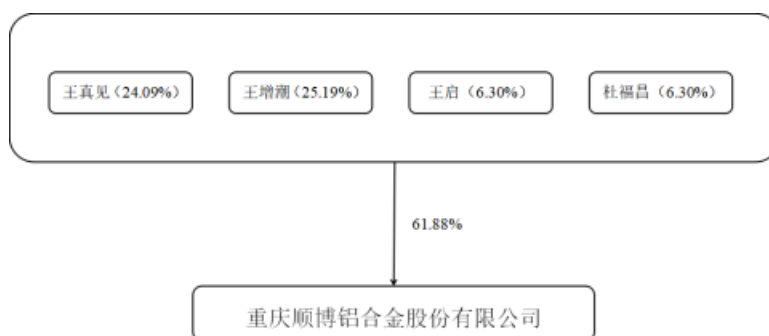 王真见（24.09%） 王增潮（25.19%） 王启（6.30%） 杜福昌（6.30%）
61.88%
重庆顺博铝合金股份有限公司